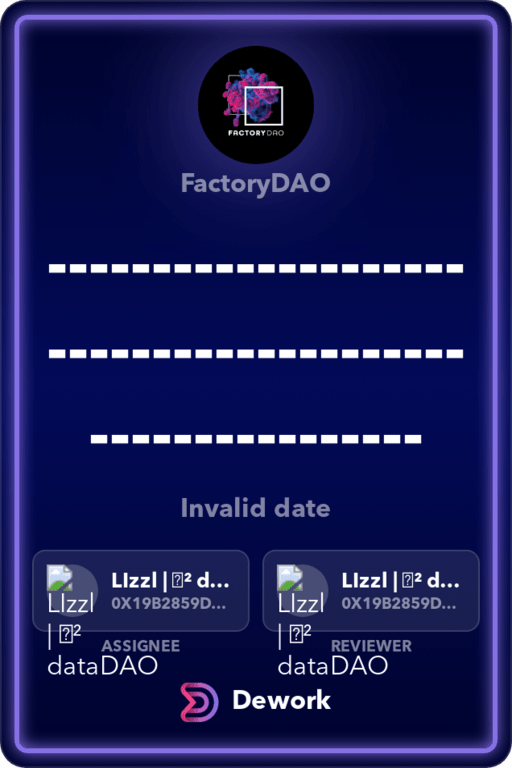 FACTORYDAO
FactoryDAO
--------------------
--------------------
----------------
Invalid date
LIzzl | ▯² d...
0X19B2859D...
LIzzl
| ▯²
dataDAO
ASSIGNEE
LIzzl | ▯² d...
0X19B2859D...
LIzzl
| ▯²
dataDAO
REVIEWER
Dework